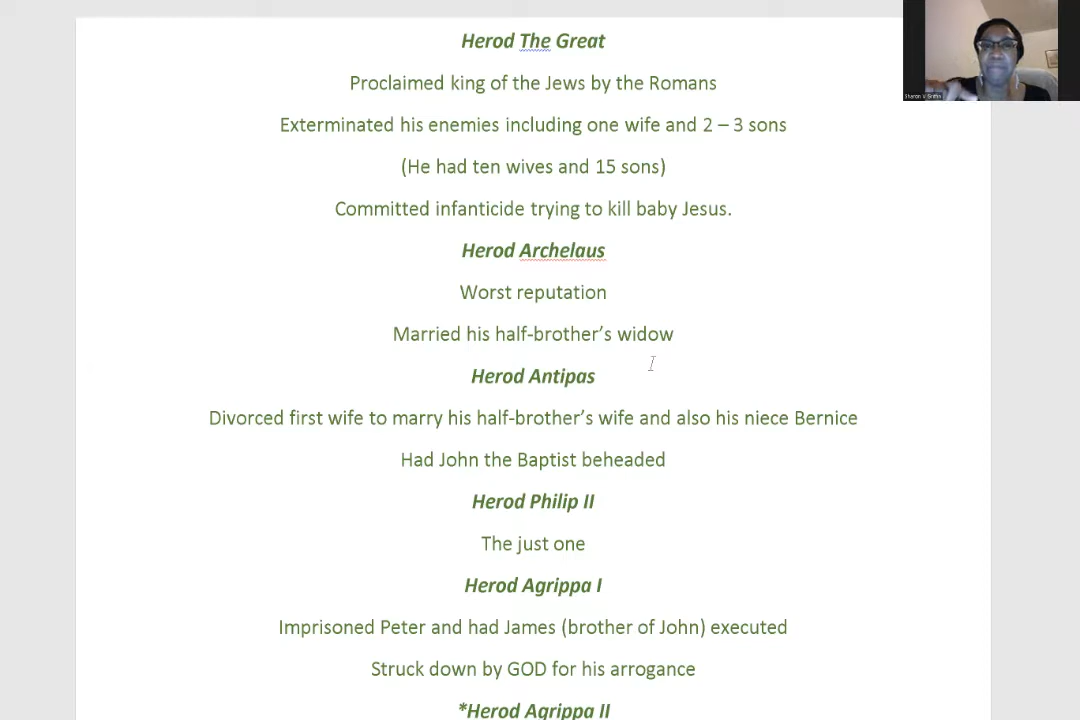 Herod The Great
Proclaimed king of the Jews by the Romans
Exterminated his enemies including one wife and 2 – 3 sons
(He had ten wives and 15 sons)
Committed infanticide trying to kill baby Jesus.
Herod Archelaus
Worst reputation
Married his half-brother’s widow
Herod Antipas
Divorced first wife to marry his half-brother’s wife and also his niece Bernice
Had John the Baptist beheaded
Herod Philip II
The just one
Herod Agrippa I
Imprisoned Peter and had James (brother of John) executed
Struck down by GOD for his arrogance
*Herod Agrippa II
Sharon V Griffin